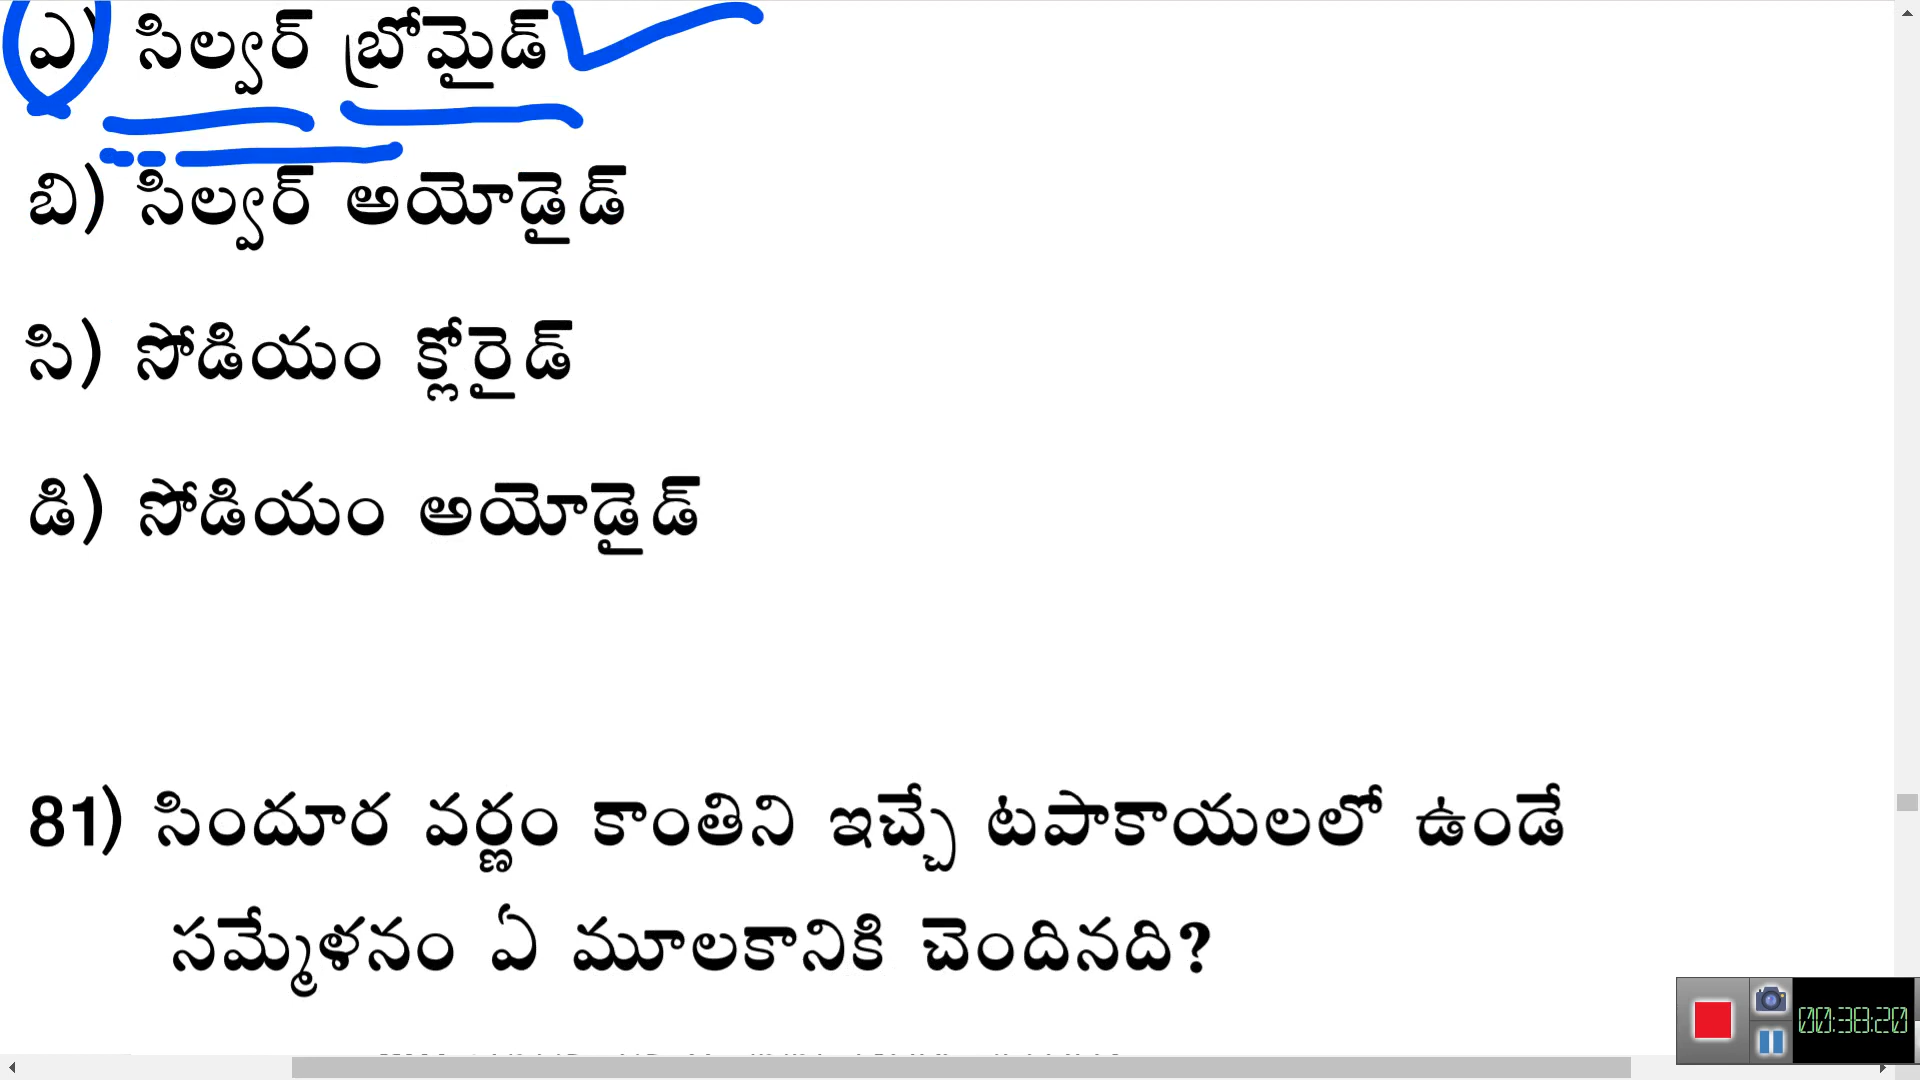 ఎ) సిల్వర్ బ్రోమైడ్
బి) సిల్వర్ అయోడైడ్
సి) సోడియం క్లోరైడ్
డి) సోడియం అయోడైడ్
81) సిందూర వర్ణం కాంతిని ఇచ్చే టపాకాయలలో ఉండే
సమ్మేళనం ఏ మూలకానికి చెందినది?
00:38:20